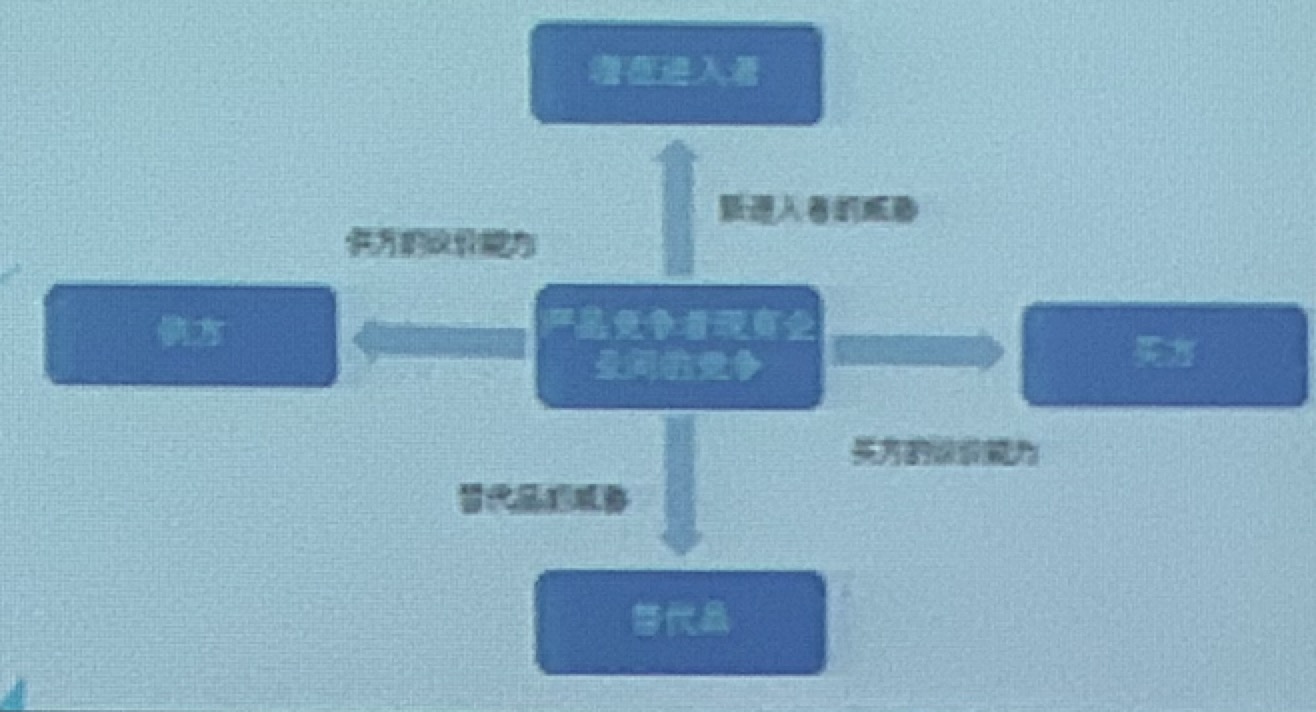 潜在进入者
新进入者的威胁
供方的议价能力
供方
产品竞争者现有企
业间的竞争
买方
买方的议价能力
替代品的威胁
替代品